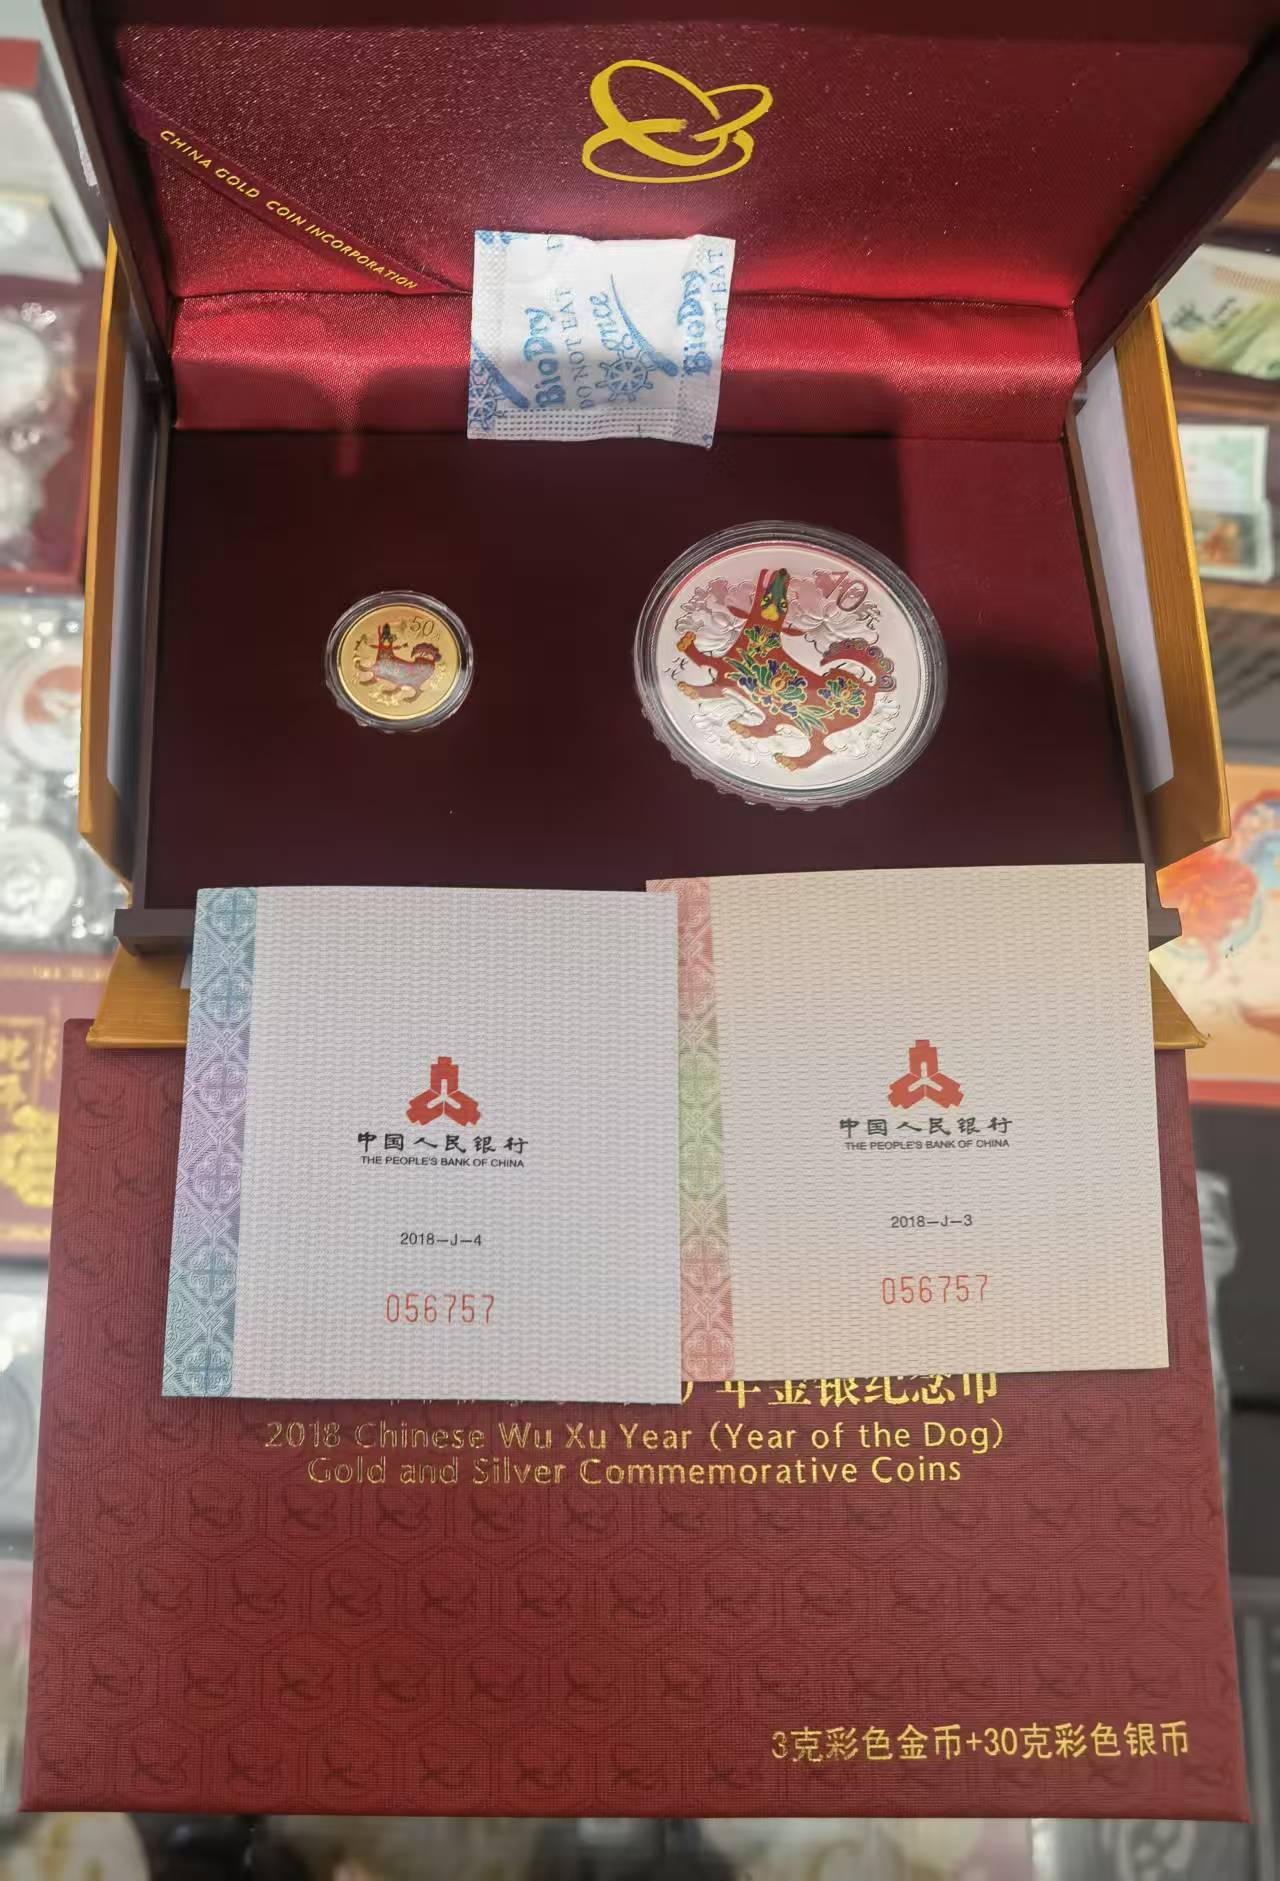 CHINA GOLD COIN INCORPORATION
BioDry
DO NOT EAT
once
BioDry
NOT EAT
50元
10元
戊戌
中国人民银行
THE PEOPLE'S BANK OF CHINA
2018-J-4
056757
中国人民银行
THE PEOPLE'S BANK OF CHINA
2018-J-3
056757
)年金银纪念币
2018 Chinese Wu Xu Year (Year of the Dog)
Gold and Silver Commemorative Coins
3克彩色金币+30克彩色银币